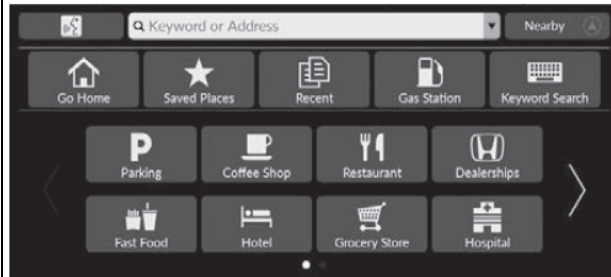 Keyword or Address
Nearby A
Go Home Saved Places Recent Gas Station Keyword Search
P
Parking Coffee Shop Restaurant Dealerships
Fast Food Hotel Grocery Store Hospital